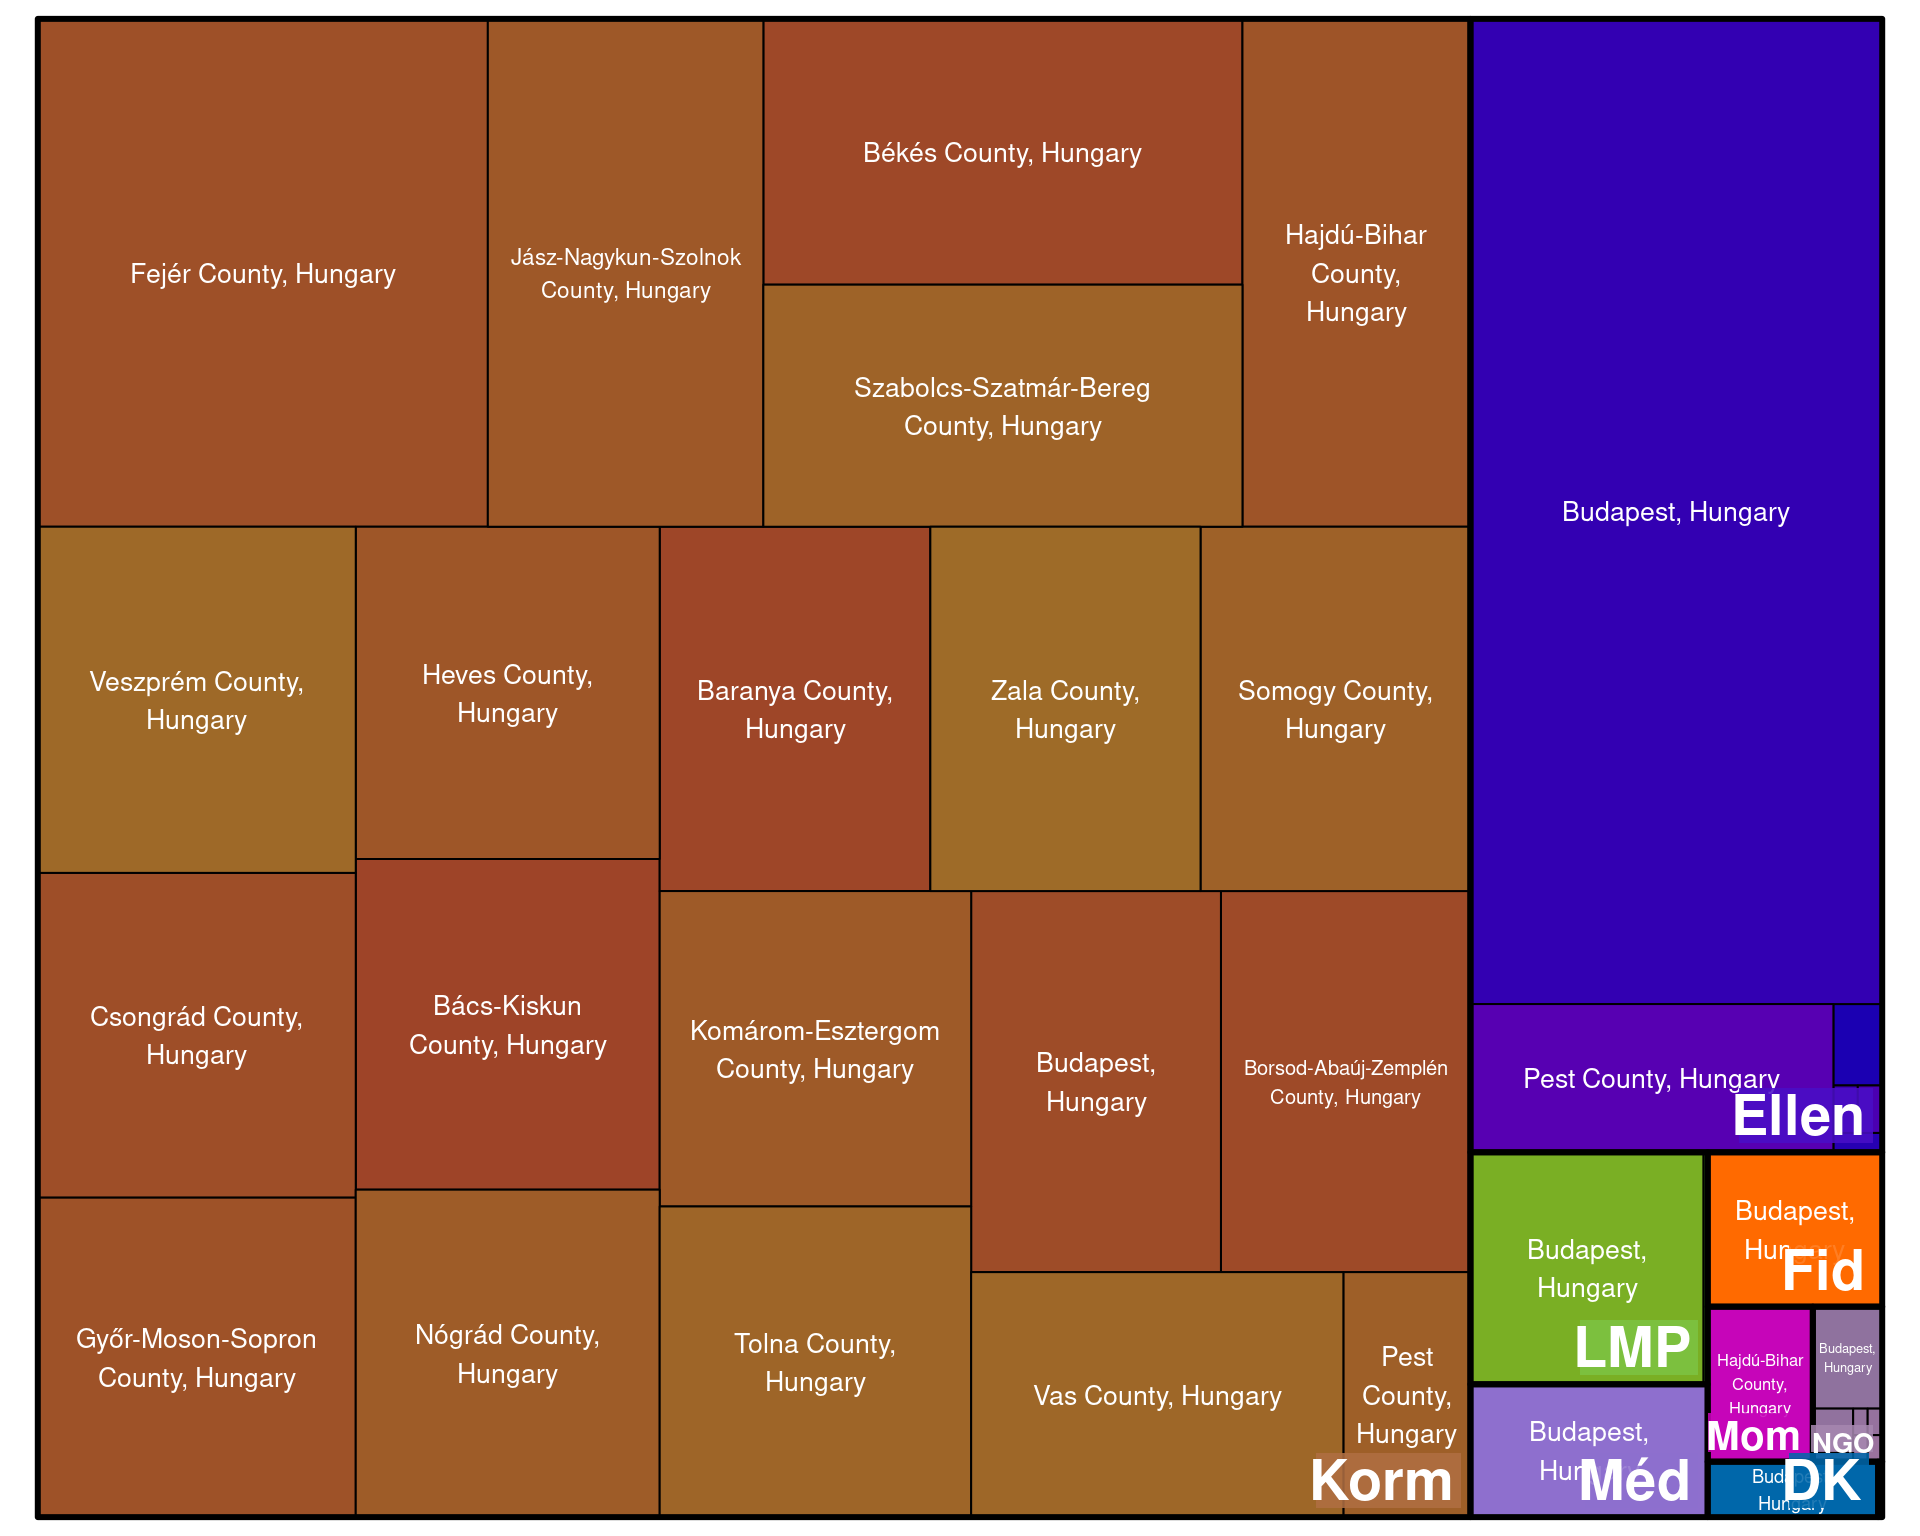 Fejér County, Hungary
Jász-Nagykun-Szolnok
County, Hungary
Békés County, Hungary
Szabolcs-Szatmár-Bereg
County, Hungary
Hajdú-Bihar
County,
Hungary
Veszprém County,
Hungary
Heves County,
Hungary
Baranya County,
Hungary
Zala County,
Hungary
Somogy County,
Hungary
Csongrád County,
Hungary
Bács-Kiskun
County, Hungary
Komárom-Esztergom
County, Hungary
Budapest,
Hungary
Borsod-Abaúj-Zemplén
County, Hungary
Győr-Moson-Sopron
County, Hungary
Nógrád County,
Hungary
Tolna County,
Hungary
Vas County, Hungary
Pest
County,
Hungary
Korm
Budapest, Hungary
Pest County, Hungary
Ellen
Budapest,
Hungary
LMP
Budapest,
Hungary
Fid
Budapest,
Hungary
Méd
Hajdú-Bihar
County,
Hungary
Mom
Budapest,
Hungary
NGO
Budapest,
Hungary
DK